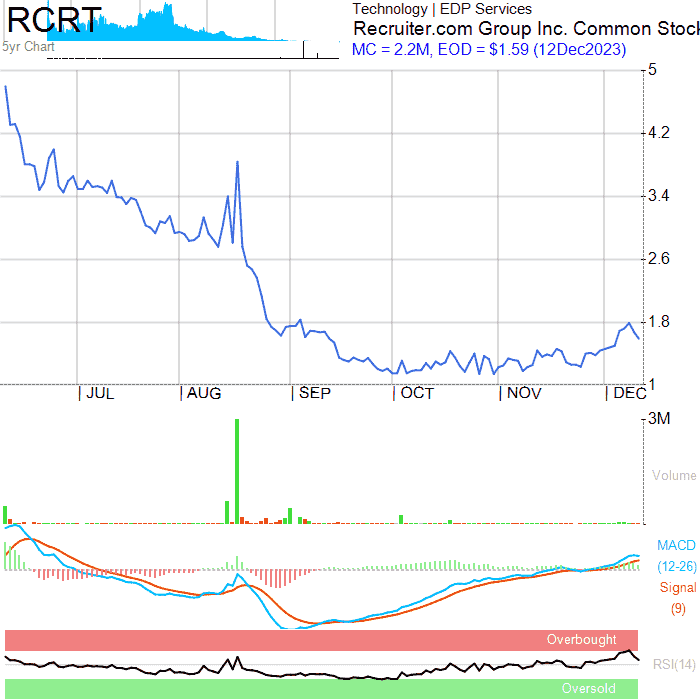 RCRT
5yr Chart
Technology | EDP Services
Recruiter.com Group Inc. Common Stock
MC = 2.2M, EOD = $1.59 (12Dec2023)
5
4.2
3.4
2.6
1.8
1
| JUL | AUG | SEP | OCT | NOV | DEC
3M
Volume
MACD
(12-26)
Signal
(9)
Overbought
RSI(14)
Oversold